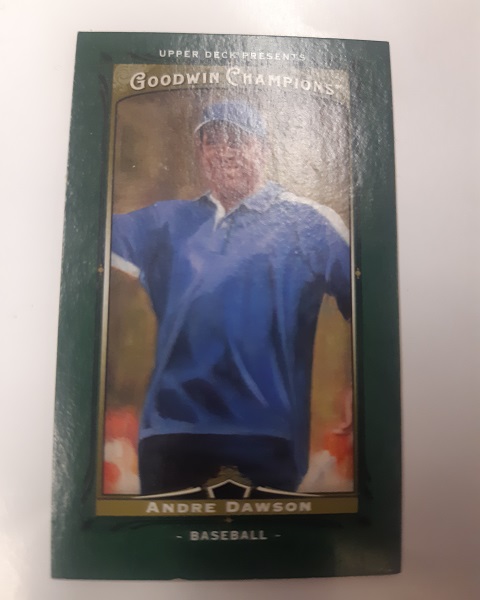 UPPER DECK PRESENTS
GOODWIN CHAMPIONS
ANDRE DAWSON
- BASEBALL -